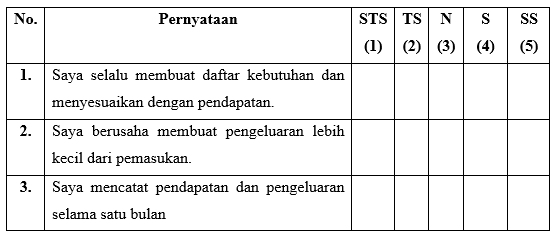 No. Pernyataan STS TS N S SS
(1) (2) (3) (4) (5)
1. Saya selalu membuat daftar kebutuhan dan
menyesuaikan dengan pendapatan.
2. Saya berusaha membuat pengeluaran lebih
kecil dari pemasukan.
3. Saya mencatat pendapatan dan pengeluaran
selama satu bulan